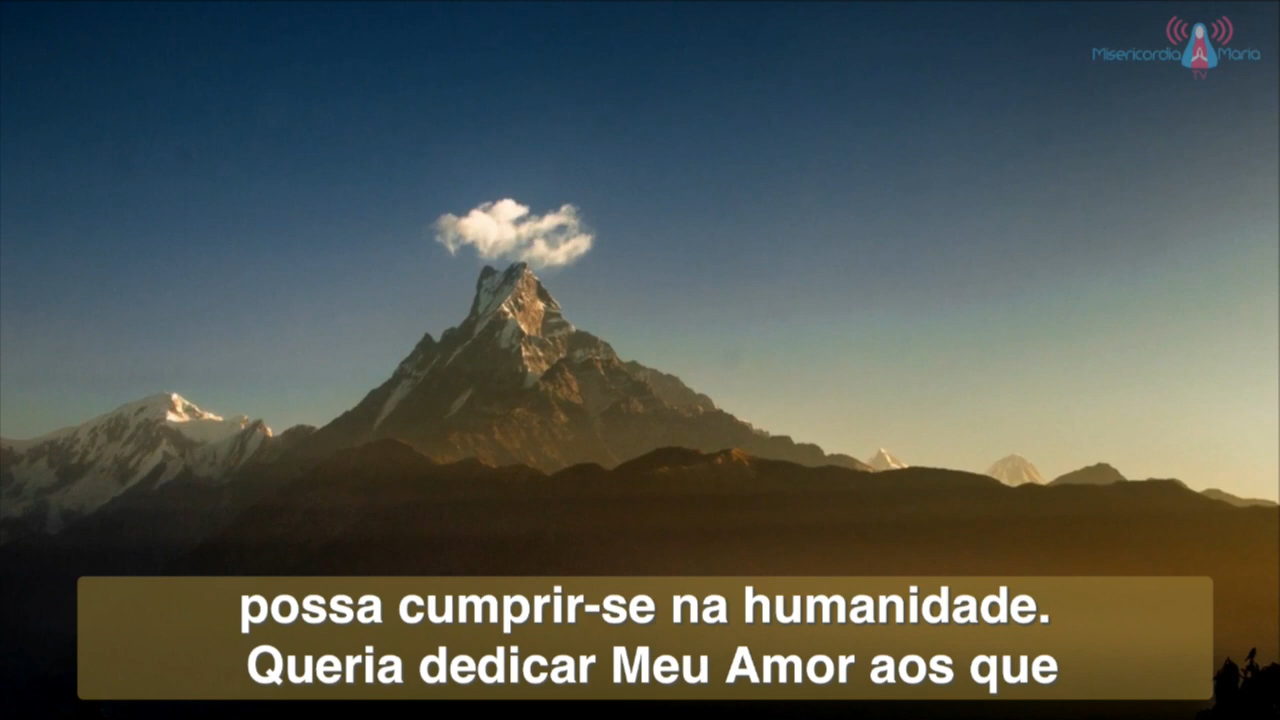 Misericordia Maria
TV
possa cumprir-se na humanidade.
Queria dedicar Meu Amor aos que